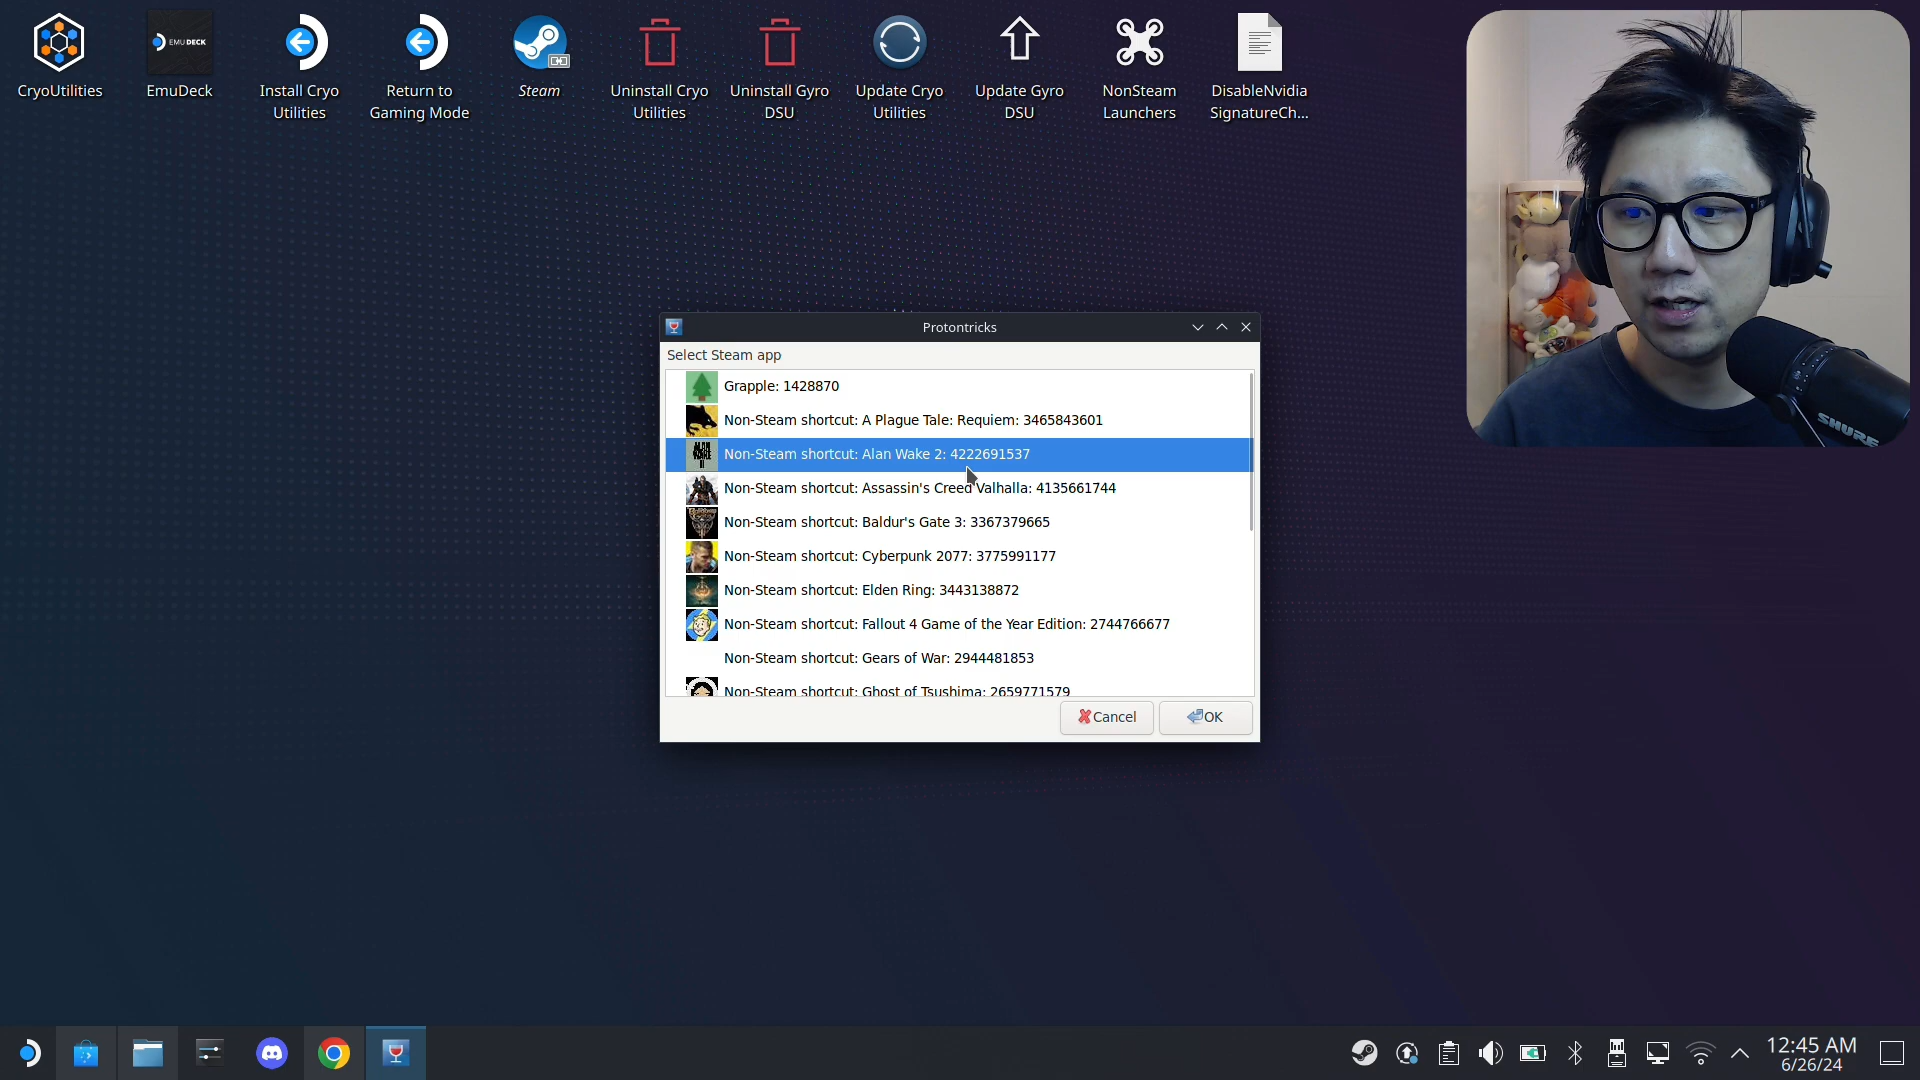 CryoUtilities
EMUDECK
EmuDeck
Install Cryo
Utilities
Return to
Gaming Mode
Steam
Uninstall Cryo
Utilities
Uninstall Gyro
DSU
Update Cryo
Utilities
Update Gyro
DSU
NonSteam
Launchers
DisableNvidia
SignatureCh...
Protontricks
Select Steam app
Grapple: 1428870
Non-Steam shortcut: A Plague Tale: Requiem: 3465843601
ALAN WAKE II
Non-Steam shortcut: Alan Wake 2: 4222691537
Non-Steam shortcut: Assassin's Creed Valhalla: 4135661744
Non-Steam shortcut: Baldur's Gate 3: 3367379665
Non-Steam shortcut: Cyberpunk 2077: 3775991177
Non-Steam shortcut: Elden Ring: 3443138872
Non-Steam shortcut: Fallout 4 Game of the Year Edition: 2744766677
Non-Steam shortcut: Gears of War: 2944481853
Non-Steam shortcut: Ghost of Tsushima: 2659771579
Cancel
OK
SHURE
12:45 AM
6/26/24